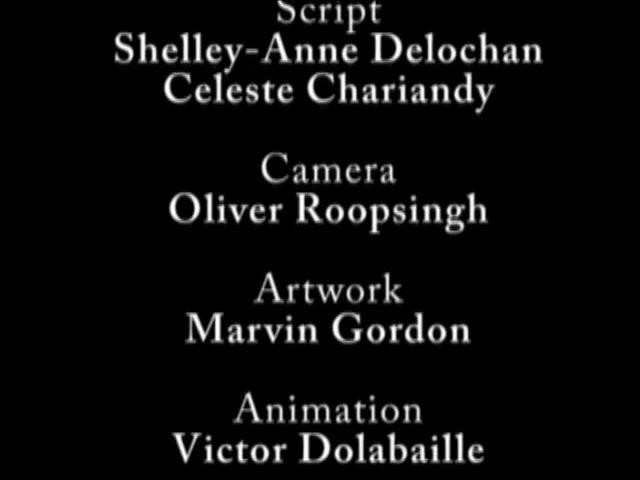 Script
Shelley-Anne Delochan
Celeste Chariandy
Camera
Oliver Roopsingh
Artwork
Marvin Gordon
Animation
Victor Dolabaille